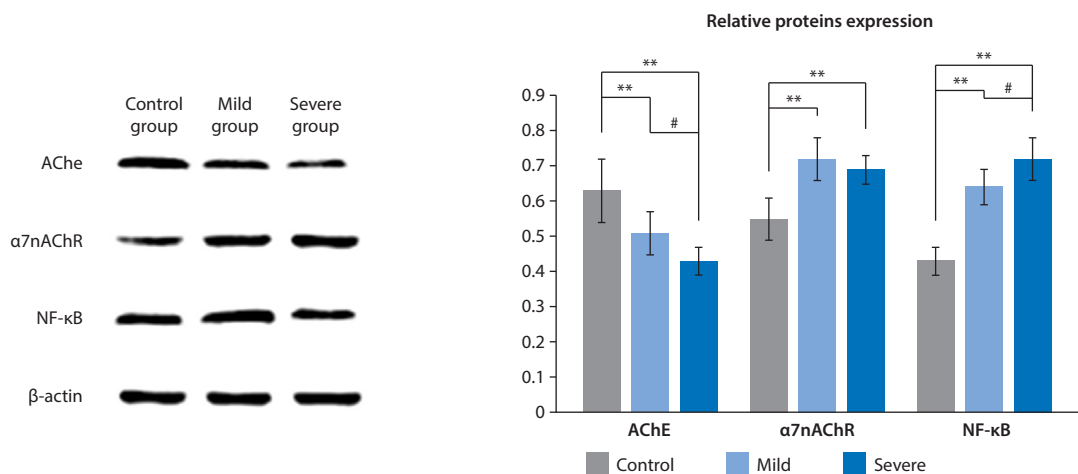 Control group
Mild group
Severe group
AChe
α7nAChR
NF-κB
β-actin
Relative proteins expression
**
**
#
**
**
**
**
#
0.9
0.8
0.7
0.6
0.5
0.4
0.3
0.2
0.1
0
AChE
α7nAChR
NF-κB
Control
Mild
Severe